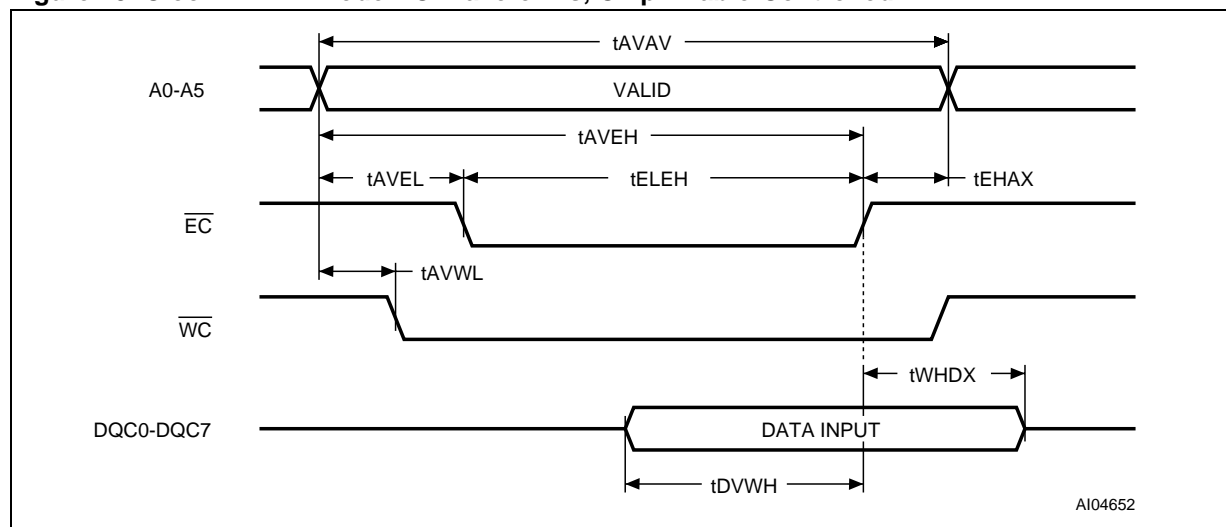 tAVAV
A0-A5
VALID
tAVEH
tAVEL
tELEH
tEHAX
EC
tAVWL
WC
tWHDX
DQC0-DQC7
DATA INPUT
tDVWH
AI04652